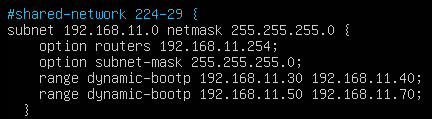 #shared-network 224-29 {
subnet 192.168.11.0 netmask 255.255.255.0 {
    option routers 192.168.11.254;
    option subnet-mask 255.255.255.0;
    range dynamic-bootp 192.168.11.30 192.168.11.40;
    range dynamic-bootp 192.168.11.50 192.168.11.70;
  }